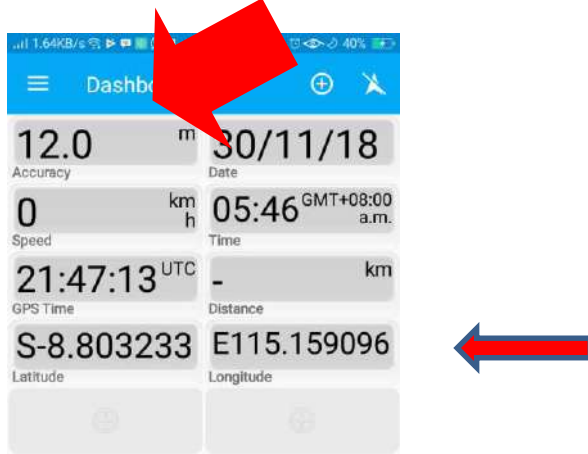 1.64KB/s 40%
Dashbo
12.0 m 30/11/18
Accuracy Date
0 km h 05:46 GMT+08:00 a.m.
Speed Time
21:47:13 UTC - km
GPS Time Distance
S-8.803233 E115.159096
Latitude Longitude